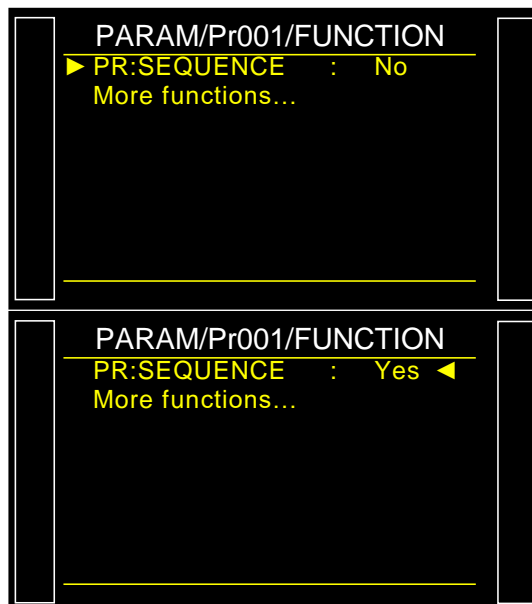 PARAM/Pr001/FUNCTION
► PR:SEQUENCE : No
More functions...
PARAM/Pr001/FUNCTION
PR:SEQUENCE : Yes ◄
More functions...